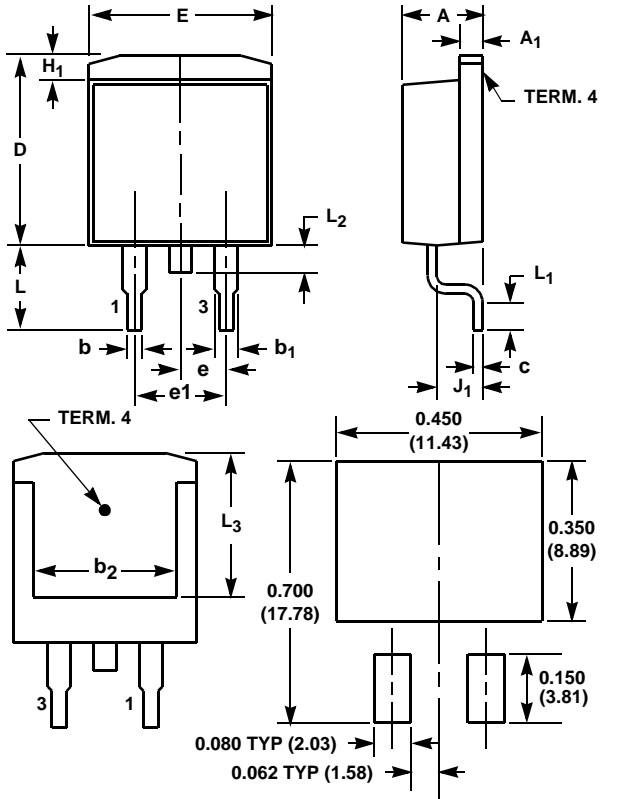 E
A
A1
H1
TERM. 4
D
L2
L
L1
1
3
b
b1
e
c
e1
J1
TERM. 4
0.450
(11.43)
L3
0.350
(8.89)
b2
0.700
(17.78)
3
1
0.150
(3.81)
0.080 TYP (2.03)
0.062 TYP (1.58)